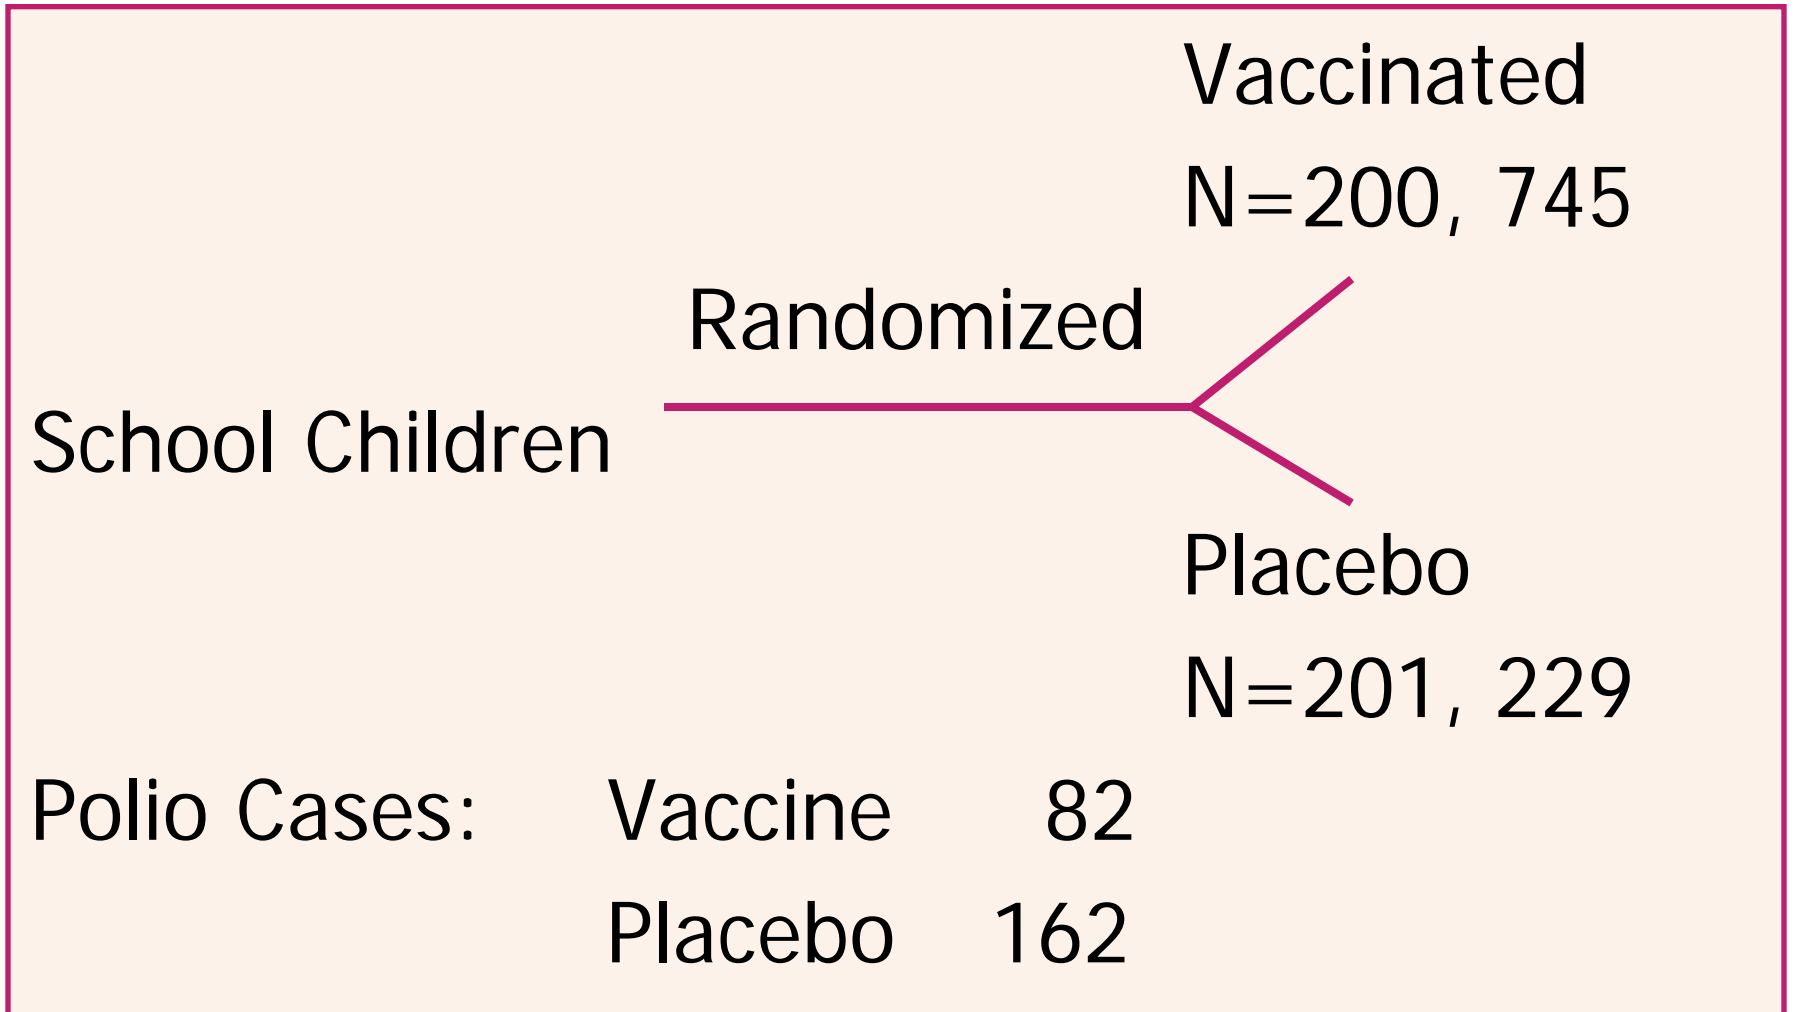 Vaccinated
N=200, 745
Randomized
School Children
Placebo
N=201, 229
Polio Cases: Vaccine 82
Placebo 162